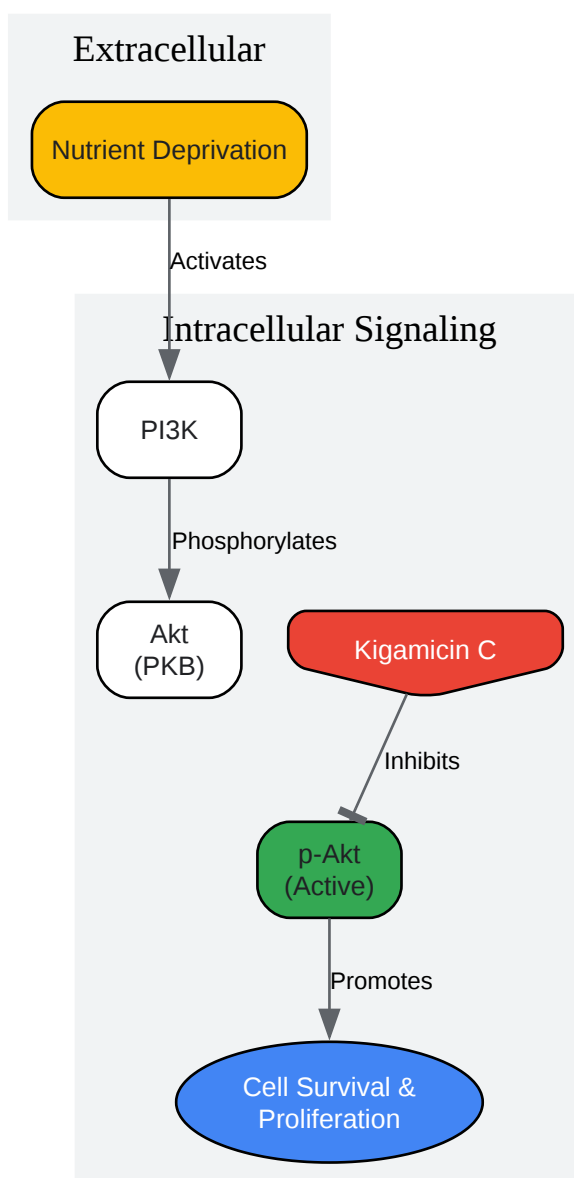 Extracellular
Nutrient Deprivation
Activates
Intracellular Signaling
PI3K
Phosphorylates
Akt
(PKB)
Kigamicin C
Inhibits
p-Akt
(Active)
Promotes
Cell Survival &
Proliferation